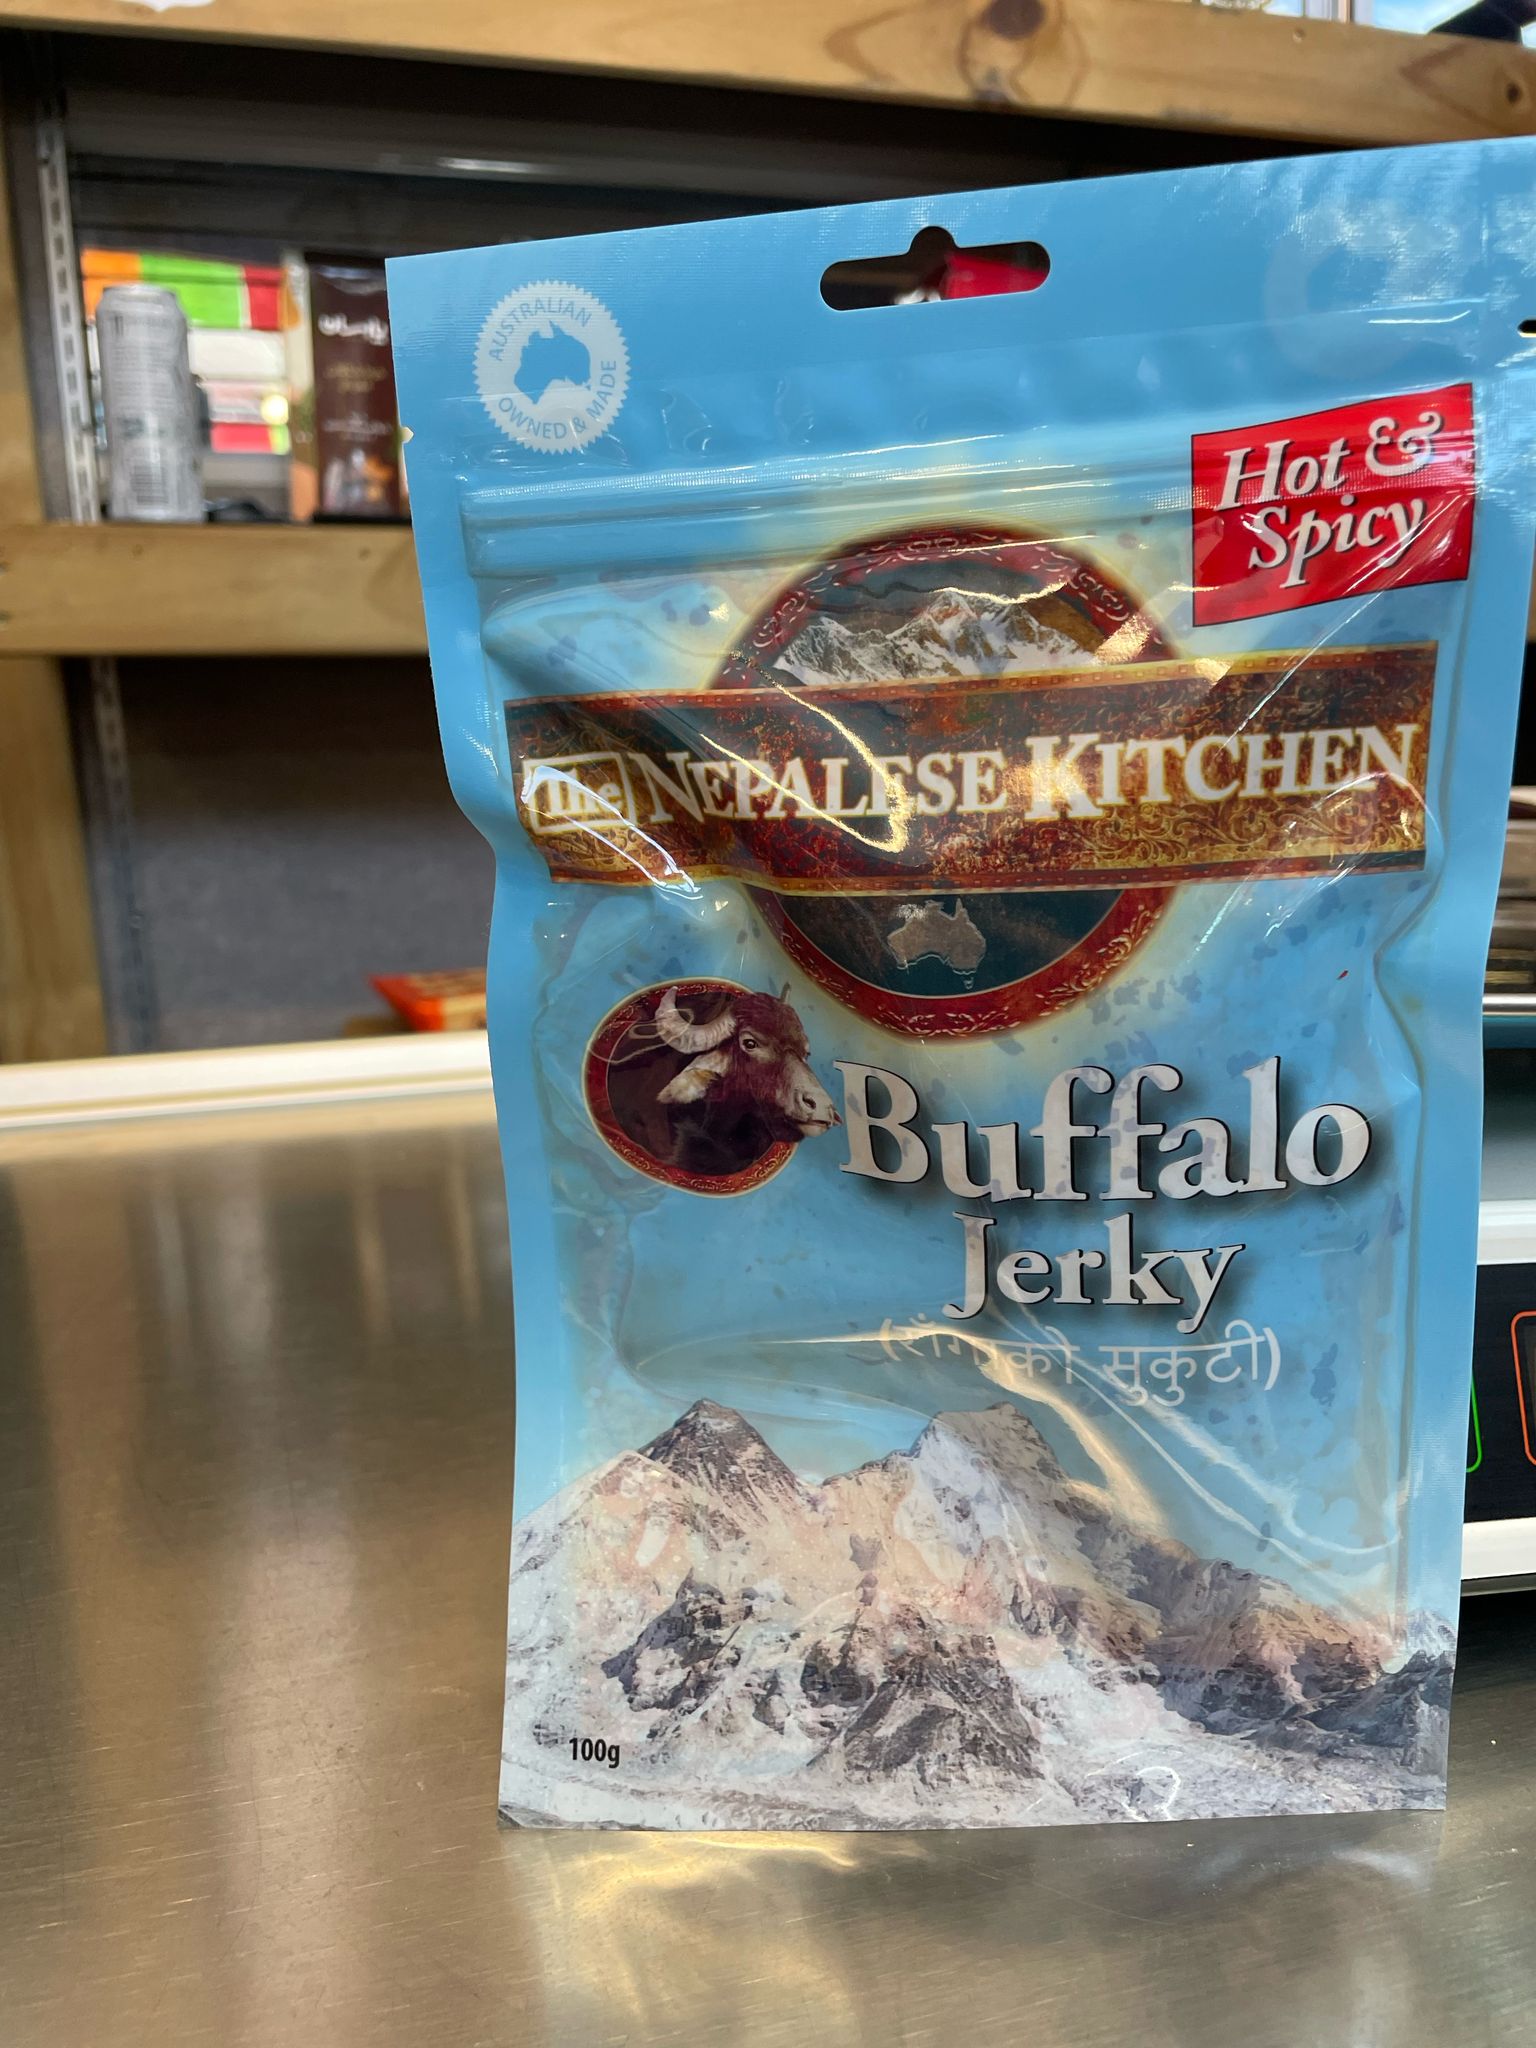 AUSTRALIAN
OWNED & MADE
Hot &
Spicy
The NEPALESE KITCHEN
Buffalo
Jerky
(राँगाको सुकुटी)
100g